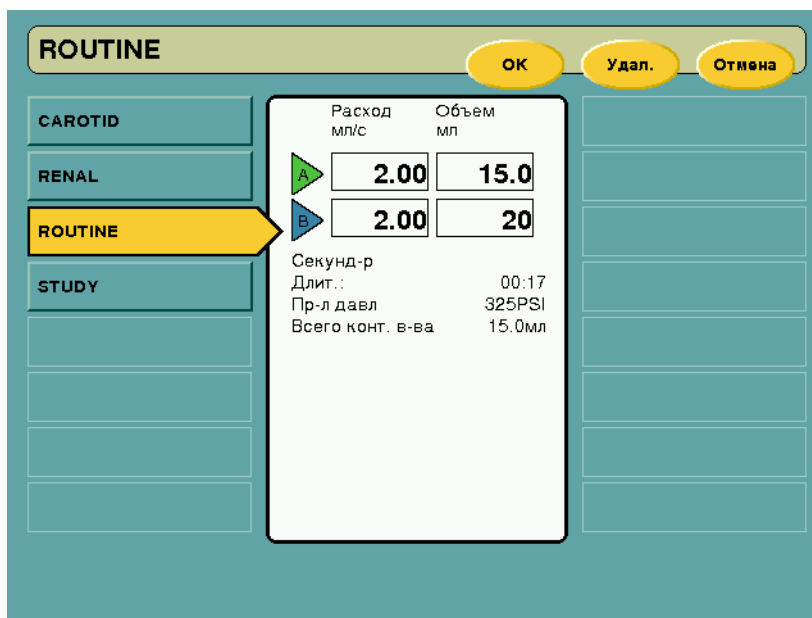 ROUTINE
OK
Удал.
Отмена
CAROTID
RENAL
ROUTINE
STUDY
Расход Объем
мл/с мл
A 2.00 15.0
B 2.00 20
Секунд-р
Длит.: 00:17
Пр-л давл 325PSI
Всего конт. в-ва 15.0мл